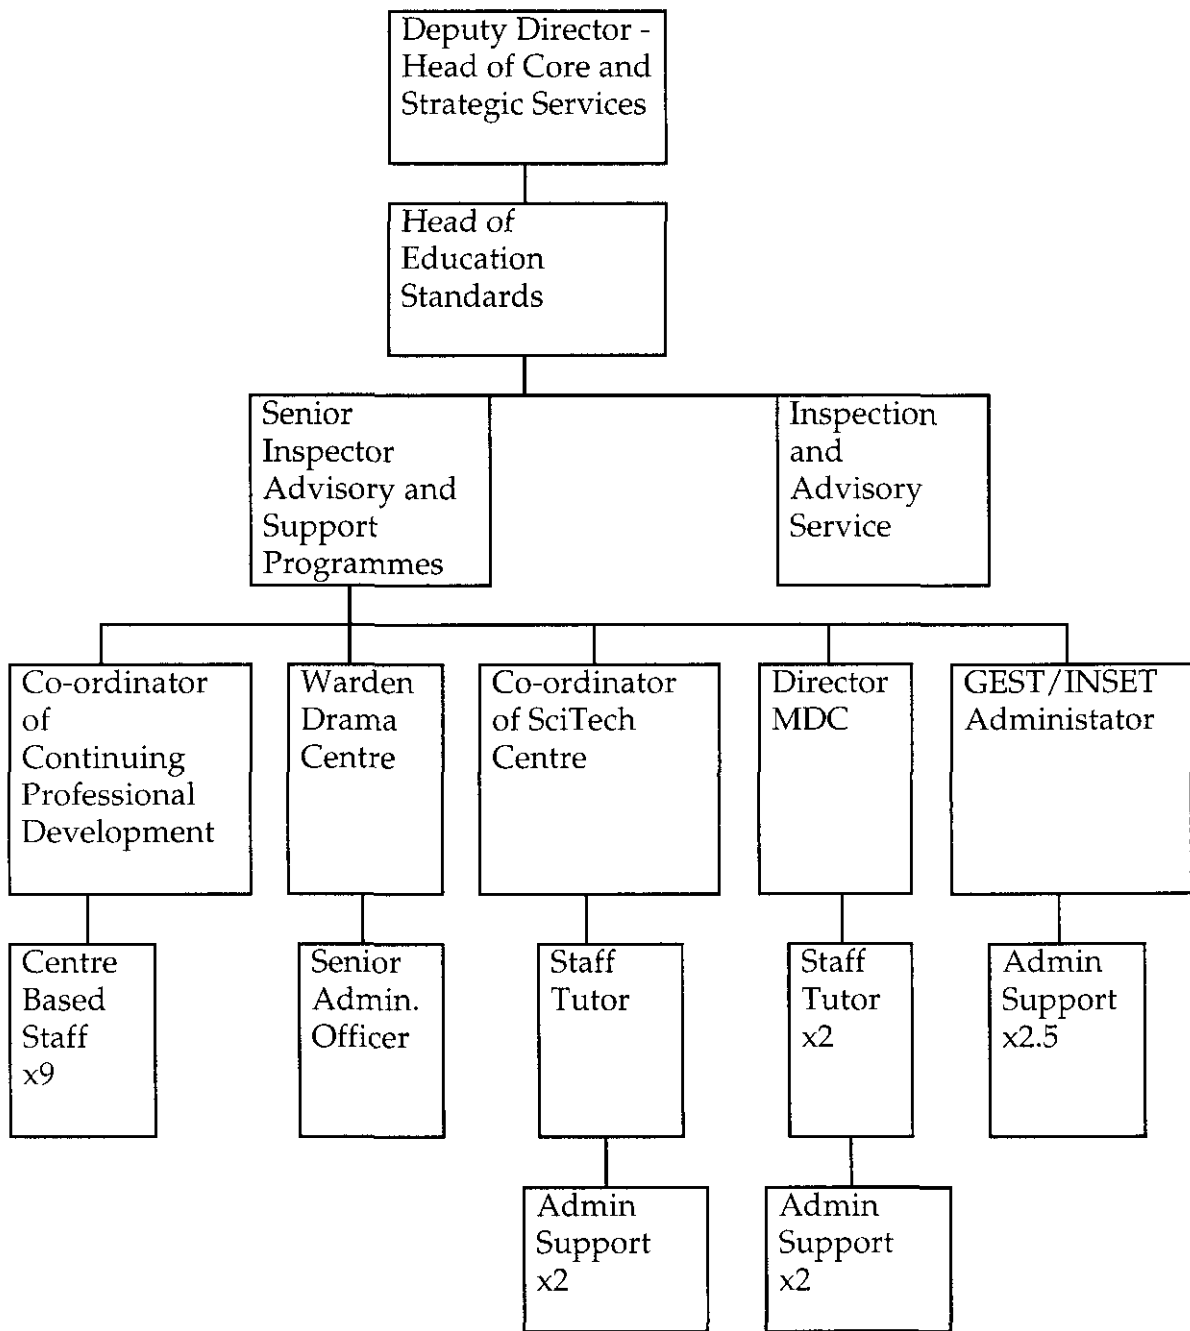 Deputy Director -
Head of Core and
Strategic Services
Head of
Education
Standards
Senior
Inspector
Advisory and
Support
Programmes
Inspection
and
Advisory
Service
Co-ordinator
of
Continuing
Professional
Development
Warden
Drama
Centre
Co-ordinator
of SciTech
Centre
Director
MDC
GEST/INSET
Administator
Centre
Based
Staff
x9
Senior
Admin.
Officer
Staff
Tutor
Staff
Tutor
x2
Admin
Support
x2.5
Admin
Support
x2
Admin
Support
x2